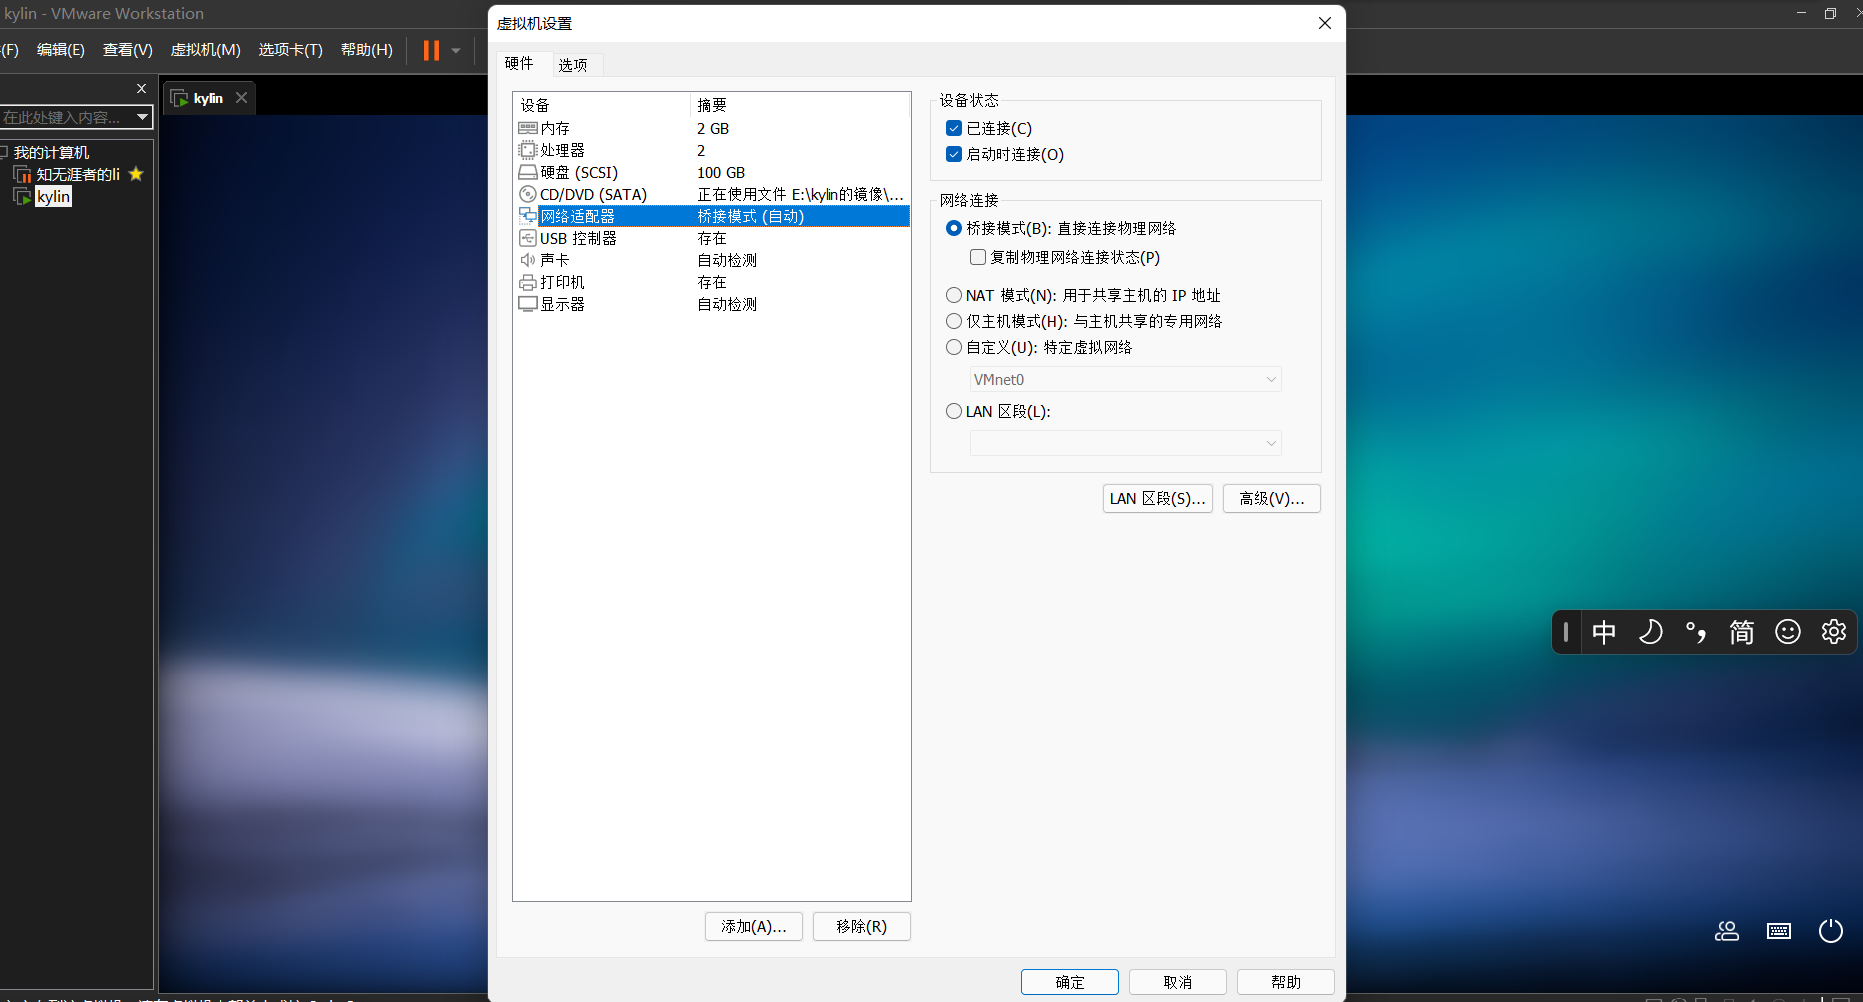 kylin - VMware Workstation
(F) 编辑(E) 查看(V) 虚拟机(M) 选项卡(T) 帮助(H)
在此处键入内容...
我的计算机
知无涯者的li
kylin
kylin
虚拟机设置
硬件 选项
设备 摘要
内存 2 GB
处理器 2
硬盘 (SCSI) 100 GB
CD/DVD (SATA) 正在使用文件 E:\kylin的镜像\...
网络适配器 桥接模式 (自动)
USB 控制器 存在
声卡 自动检测
打印机 存在
显示器 自动检测
添加(A)... 移除(R)
设备状态
已连接(C)
启动时连接(O)
网络连接
桥接模式(B): 直接连接物理网络
复制物理网络连接状态(P)
NAT 模式(N): 用于共享主机的 IP 地址
仅主机模式(H): 与主机共享的专用网络
自定义(U): 特定虚拟网络
VMnet0
LAN 区段(L):
LAN 区段(S)... 高级(V)...
确定 取消 帮助
中 °, 简